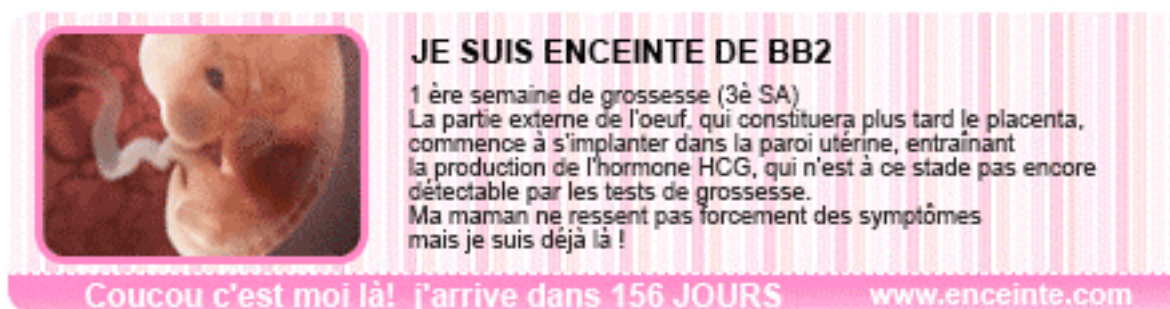 JE SUIS ENCEINTE DE BB2
1 ère semaine de grossesse (3è SA)
La partie externe de l'oeuf, qui constituera plus tard le placenta,
commence à s'implanter dans la paroi utérine, entraînant
la production de l'hormone HCG, qui n'est à ce stade pas encore
détectable par les tests de grossesse.
Ma maman ne ressent pas forcement des symptômes
mais je suis déjà là !
Coucou c'est moi là! j'arrive dans 156 JOURS
www.enceinte.com